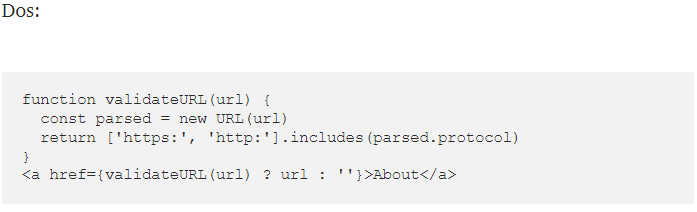 Dos:
function validateURL(url) {
  const parsed = new URL(url)
  return ['https:', 'http:'].includes(parsed.protocol)
}
<a href={validateURL(url) ? url : ''}>About</a>